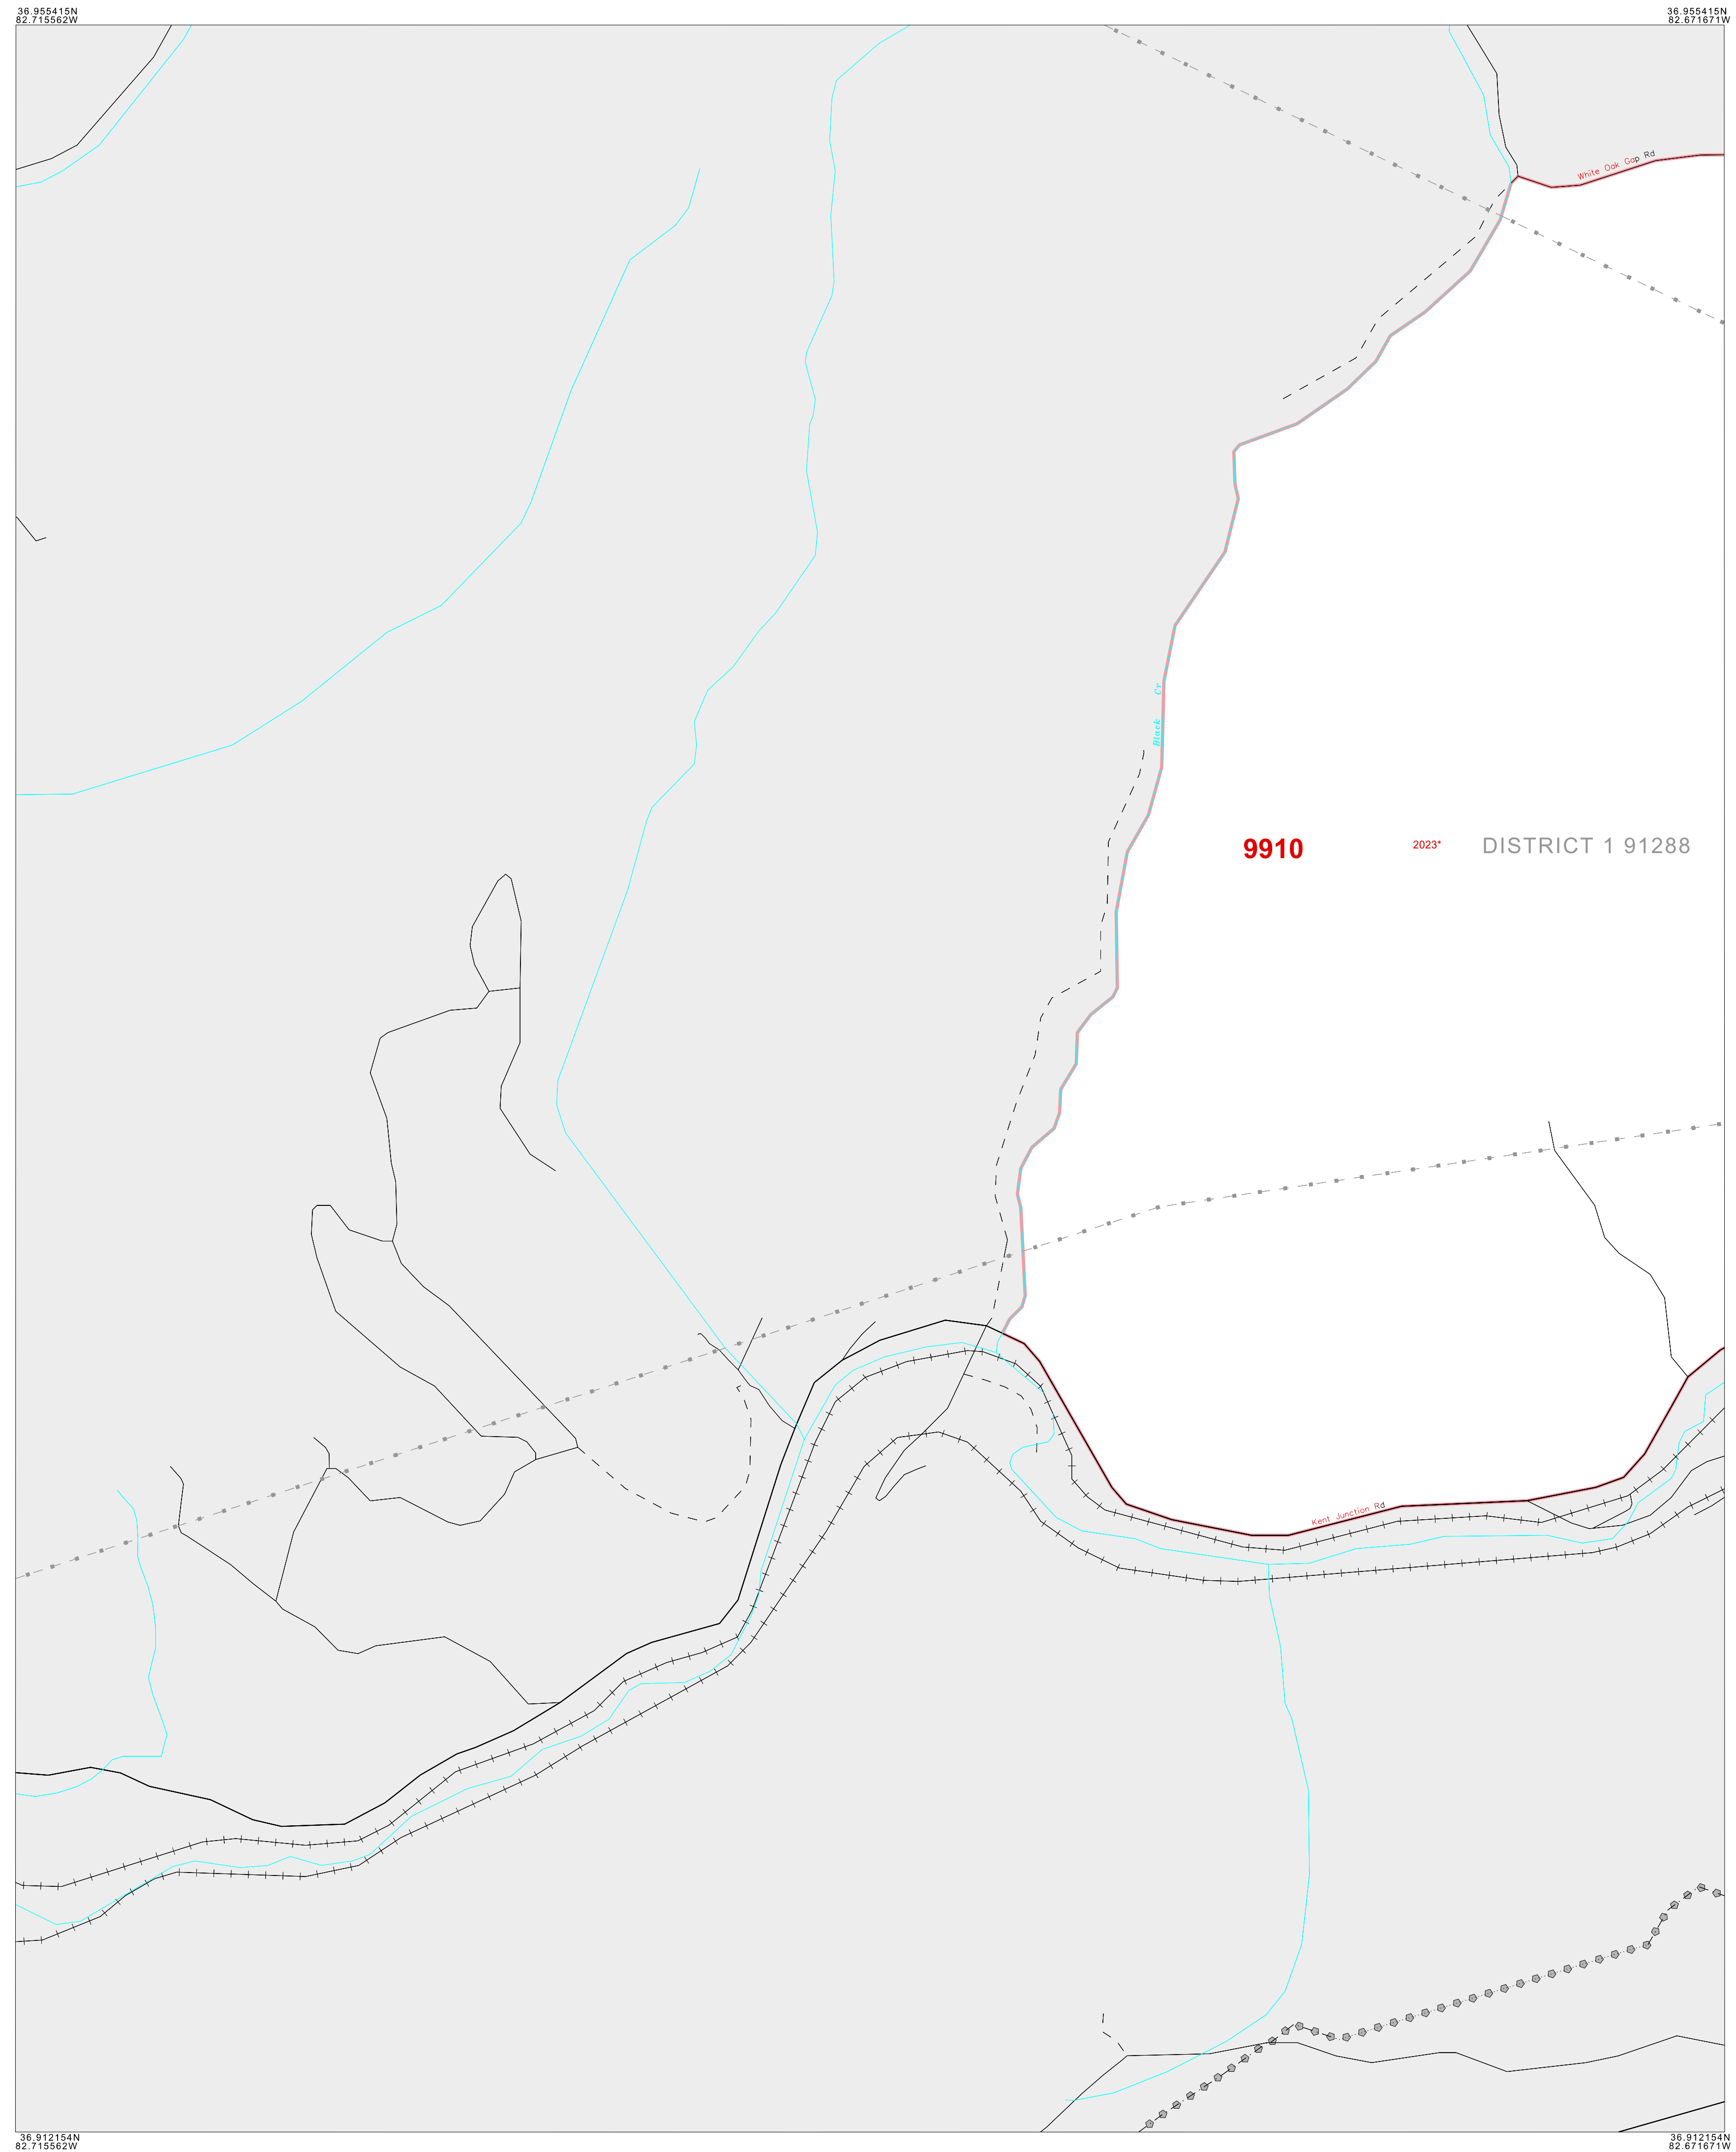 36.955415N
82.715562W
36.955415N
82.671671W
White Oak Gap Rd
Black Cr
9910
2023*
DISTRICT 1 91288
Kent Junction Rd
36.912154N
82.715562W
36.912154N
82.671671W